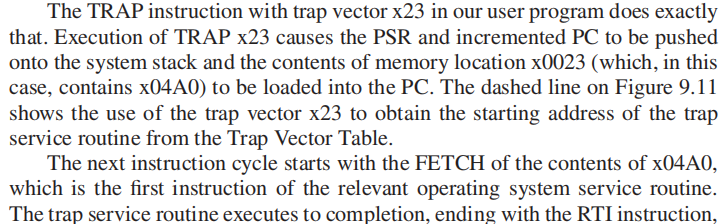 The TRAP instruction with trap vector x23 in our user program does exactly
that. Execution of TRAP x23 causes the PSR and incremented PC to be pushed
onto the system stack and the contents of memory location x0023 (which, in this
case, contains x04A0) to be loaded into the PC. The dashed line on Figure 9.11
shows the use of the trap vector x23 to obtain the starting address of the trap
service routine from the Trap Vector Table.
The next instruction cycle starts with the FETCH of the contents of x04A0,
which is the first instruction of the relevant operating system service routine.
The trap service routine executes to completion, ending with the RTI instruction,